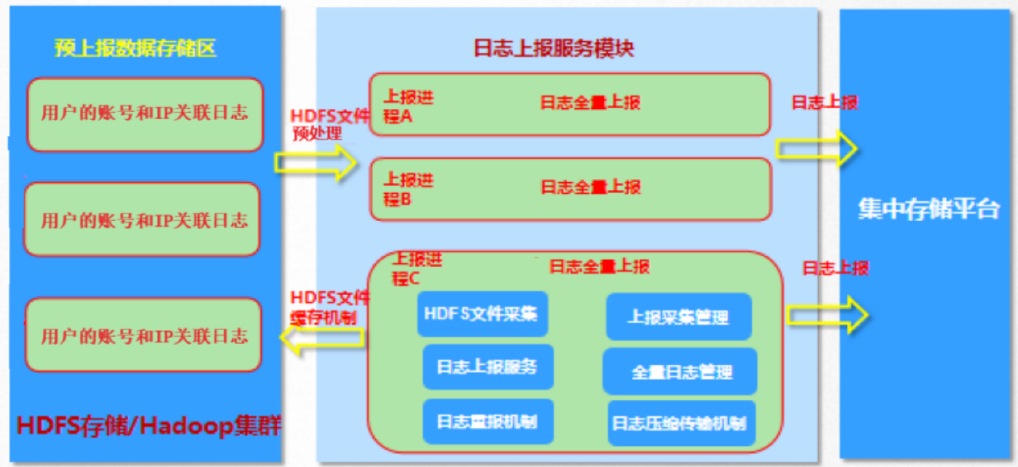 预上报数据存储区
用户的账号和IP关联日志
用户的账号和IP关联日志
用户的账号和IP关联日志
HDFS存储/Hadoop集群
HDFS文件
预处理
HDFS文件
缓存机制
日志上报服务模块
上报进
程A
日志全量上报
上报进
程B
日志全量上报
上报进
程C
日志全量上报
HDFS文件采集
上报采集管理
日志上报服务
全量日志管理
日志重报机制
日志压缩传输机制
日志上报
日志上报
集中存储平台